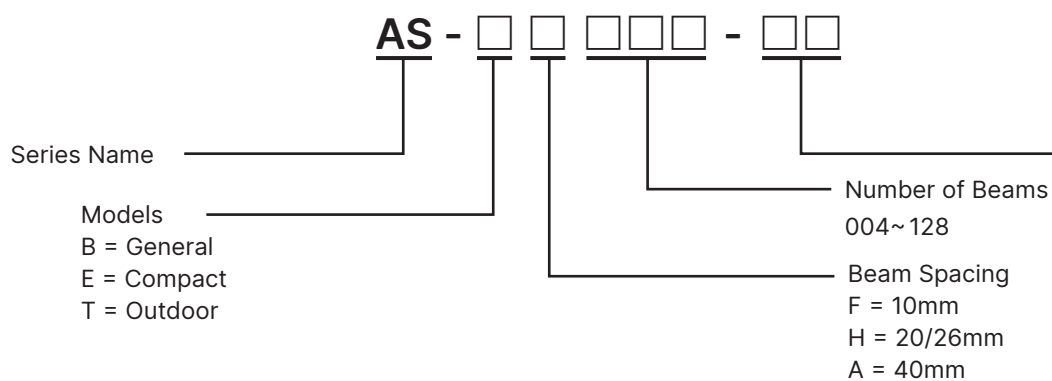 AS - □ □ □□□ - □□
Series Name
Models
B = General
E = Compact
T = Outdoor
Number of Beams
004~128
Beam Spacing
F = 10mm
H = 20/26mm
A = 40mm